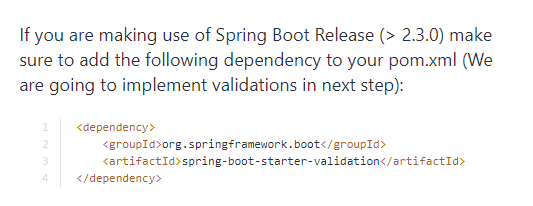 If you are making use of Spring Boot Release (> 2.3.0) make
sure to add the following dependency to your pom.xml (We
are going to implement validations in next step):
1 <dependency>
2 <groupId>org.springframework.boot</groupId>
3 <artifactId>spring-boot-starter-validation</artifactId>
4 </dependency>